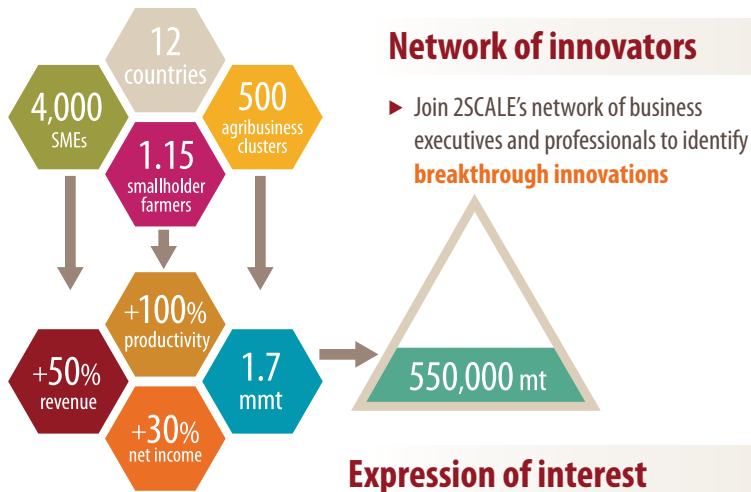 12
countries
4,000
SMEs
500
agribusiness
clusters
1.15
smallholder
farmers
+100%
productivity
+50%
revenue
1.7
mmt
+30%
net income
Network of innovators
► Join 2SCALE’s network of business
executives and professionals to identify
breakthrough innovations
550,000 mt
Expression of interest